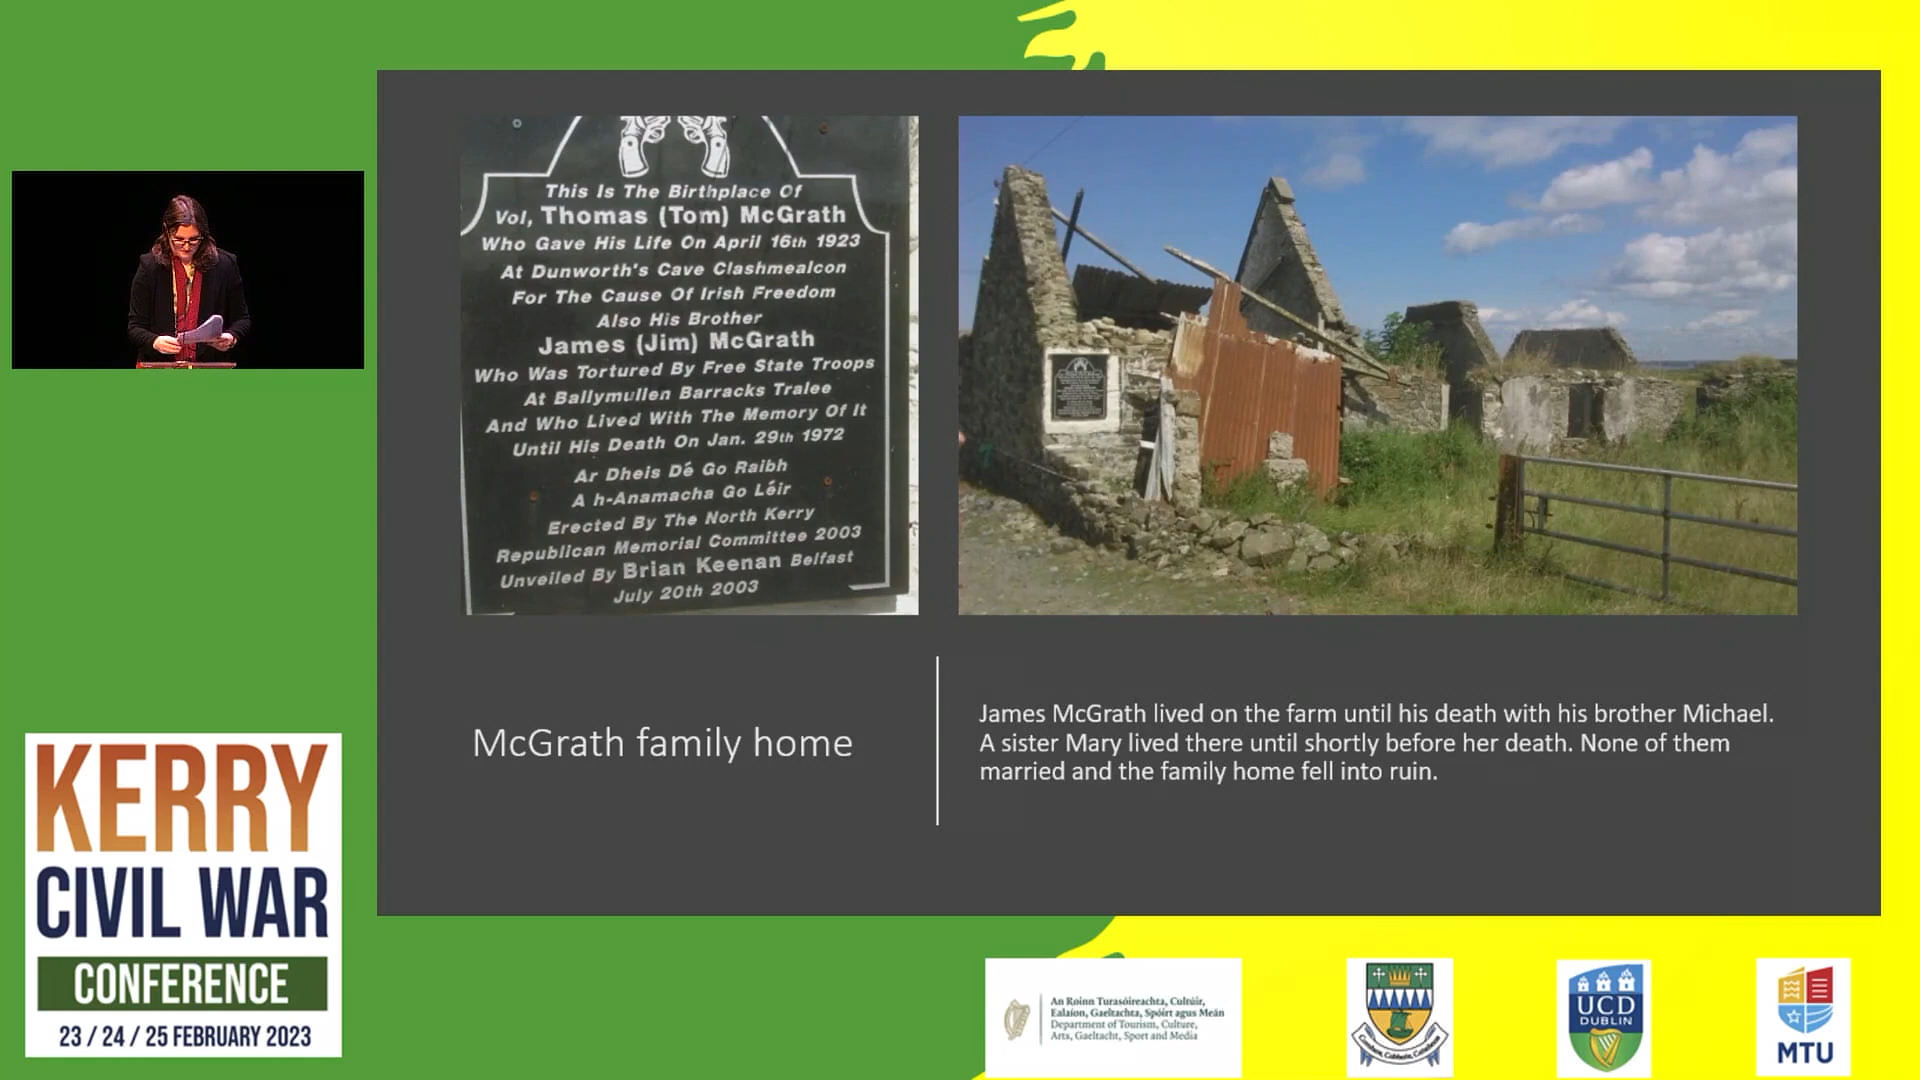 This Is The Birthplace Of
Vol, Thomas (Tom) McGrath
Who Gave His Life On April 16th 1923
At Dunworth's Cave Clashmealcon
For The Cause Of Irish Freedom
Also His Brother
James (Jim) McGrath
Who Was Tortured By Free State Troops
At Ballymullen Barracks Tralee
And Who Lived With The Memory Of It
Until His Death On Jan. 29th 1972
Ar Dheis Dé Go Raibh
A h-Anamacha Go Léir
Erected By The North Kerry
Republican Memorial Committee 2003
Unveiled By Brian Keenan Belfast
July 20th 2003
McGrath family home
James McGrath lived on the farm until his death with his brother Michael.
A sister Mary lived there until shortly before her death. None of them
married and the family home fell into ruin.
KERRY
CIVIL WAR
CONFERENCE
23 / 24 / 25 FEBRUARY 2023
An Roinn Turasóireachta, Cultúir,
Ealaíon, Gaeltachta, Spóirt agus Meán
Department of Tourism, Culture,
Arts, Gaeltacht, Sport and Media
UCD
DUBLIN
MTU